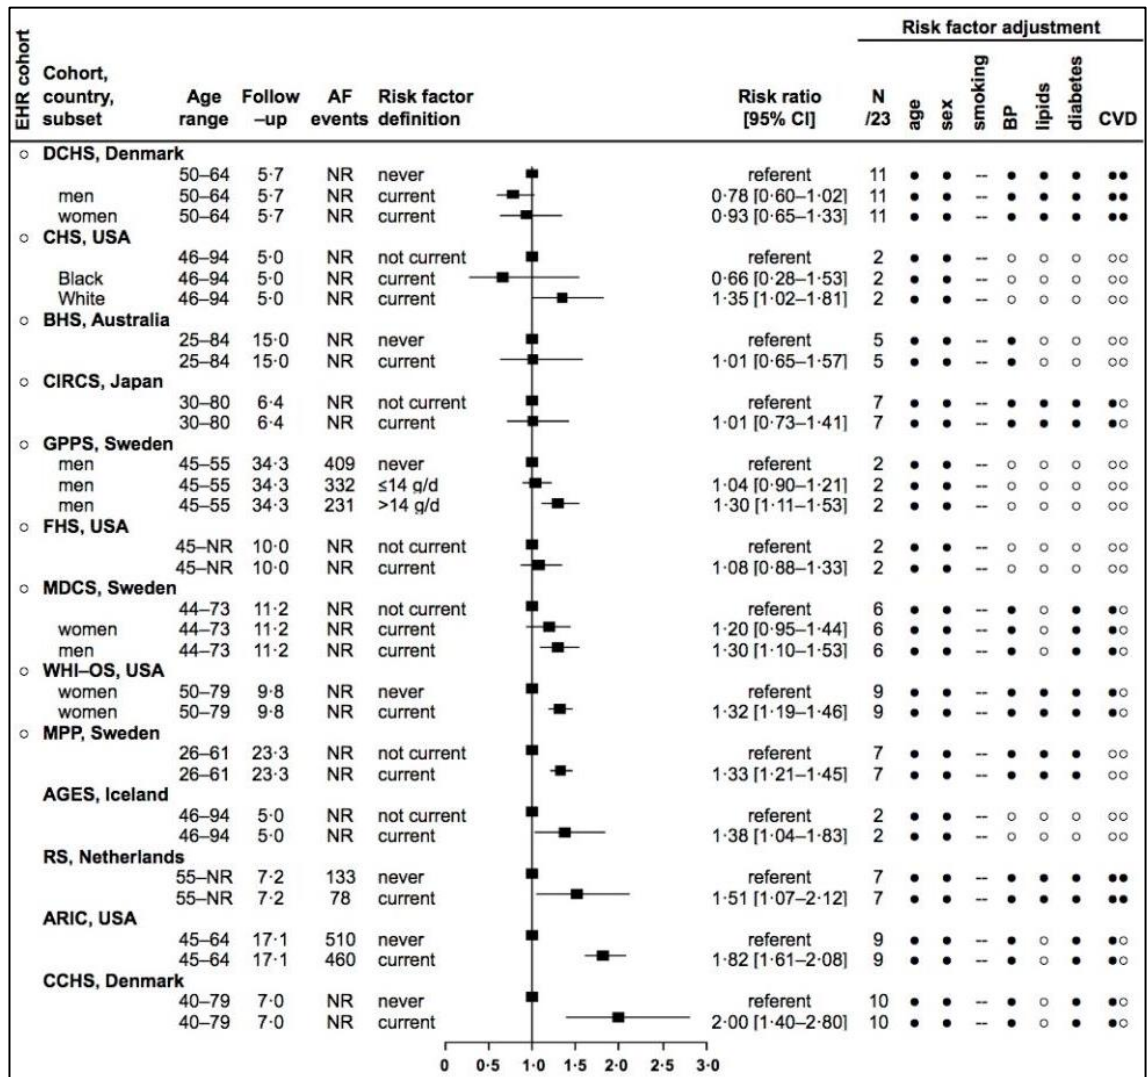 Risk factor adjustment
EHR cohort
Cohort, country, subset Age range Follow –up AF events Risk factor definition Risk ratio [95% CI] N /23 age sex smoking BP lipids diabetes CVD
○ DCHS, Denmark
50–64 5·7 NR never referent 11 ● ● -- ● ● ● ●●
men 50–64 5·7 NR current 0·78 [0·60–1·02] 11 ● ● -- ● ● ● ●●
women 50–64 5·7 NR current 0·93 [0·65–1·33] 11 ● ● -- ● ● ● ●●
○ CHS, USA
46–94 5·0 NR not current referent 2 ● ● -- ○ ○ ○ ○○
Black 46–94 5·0 NR current 0·66 [0·28–1·53] 2 ● ● -- ○ ○ ○ ○○
White 46–94 5·0 NR current 1·35 [1·02–1·81] 2 ● ● -- ○ ○ ○ ○○
○ BHS, Australia
25–84 15·0 NR never referent 5 ● ● -- ● ○ ○ ○○
25–84 15·0 NR current 1·01 [0·65–1·57] 5 ● ● -- ● ○ ○ ○○
○ CIRCS, Japan
30–80 6·4 NR not current referent 7 ● ● -- ● ● ● ●○
30–80 6·4 NR current 1·01 [0·73–1·41] 7 ● ● -- ● ● ● ●○
○ GPPS, Sweden
men 45–55 34·3 409 never referent 2 ● ● -- ○ ○ ○ ○○
men 45–55 34·3 332 ≤14 g/d 1·04 [0·90–1·21] 2 ● ● -- ○ ○ ○ ○○
men 45–55 34·3 231 >14 g/d 1·30 [1·11–1·53] 2 ● ● -- ○ ○ ○ ○○
○ FHS, USA
45–NR 10·0 NR not current referent 2 ● ● -- ○ ○ ○ ○○
45–NR 10·0 NR current 1·08 [0·88–1·33] 2 ● ● -- ○ ○ ○ ○○
○ MDCS, Sweden
44–73 11·2 NR not current referent 6 ● ● -- ● ○ ● ●○
women 44–73 11·2 NR current 1·20 [0·95–1·44] 6 ● ● -- ● ○ ● ●○
men 44–73 11·2 NR current 1·30 [1·10–1·53] 6 ● ● -- ● ○ ● ●○
○ WHI–OS, USA
women 50–79 9·8 NR never referent 9 ● ● -- ● ● ● ●○
women 50–79 9·8 NR current 1·32 [1·19–1·46] 9 ● ● -- ● ● ● ●○
○ MPP, Sweden
26–61 23·3 NR not current referent 7 ● ● -- ● ● ● ○○
26–61 23·3 NR current 1·33 [1·21–1·45] 7 ● ● -- ● ● ● ○○
AGES, Iceland
46–94 5·0 NR not current referent 2 ● ● -- ○ ○ ○ ○○
46–94 5·0 NR current 1·38 [1·04–1·83] 2 ● ● -- ○ ○ ○ ○○
RS, Netherlands
55–NR 7·2 133 never referent 7 ● ● -- ● ● ● ●●
55–NR 7·2 78 current 1·51 [1·07–2·12] 7 ● ● -- ● ● ● ●●
ARIC, USA
45–64 17·1 510 never referent 9 ● ● -- ● ○ ● ●○
45–64 17·1 460 current 1·82 [1·61–2·08] 9 ● ● -- ● ○ ● ●○
CCHS, Denmark
40–79 7·0 NR never referent 10 ● ● -- ● ○ ● ●○
40–79 7·0 NR current 2·00 [1·40–2·80] 10 ● ● -- ● ○ ● ●○
0 0·5 1·0 1·5 2·0 2·5 3·0